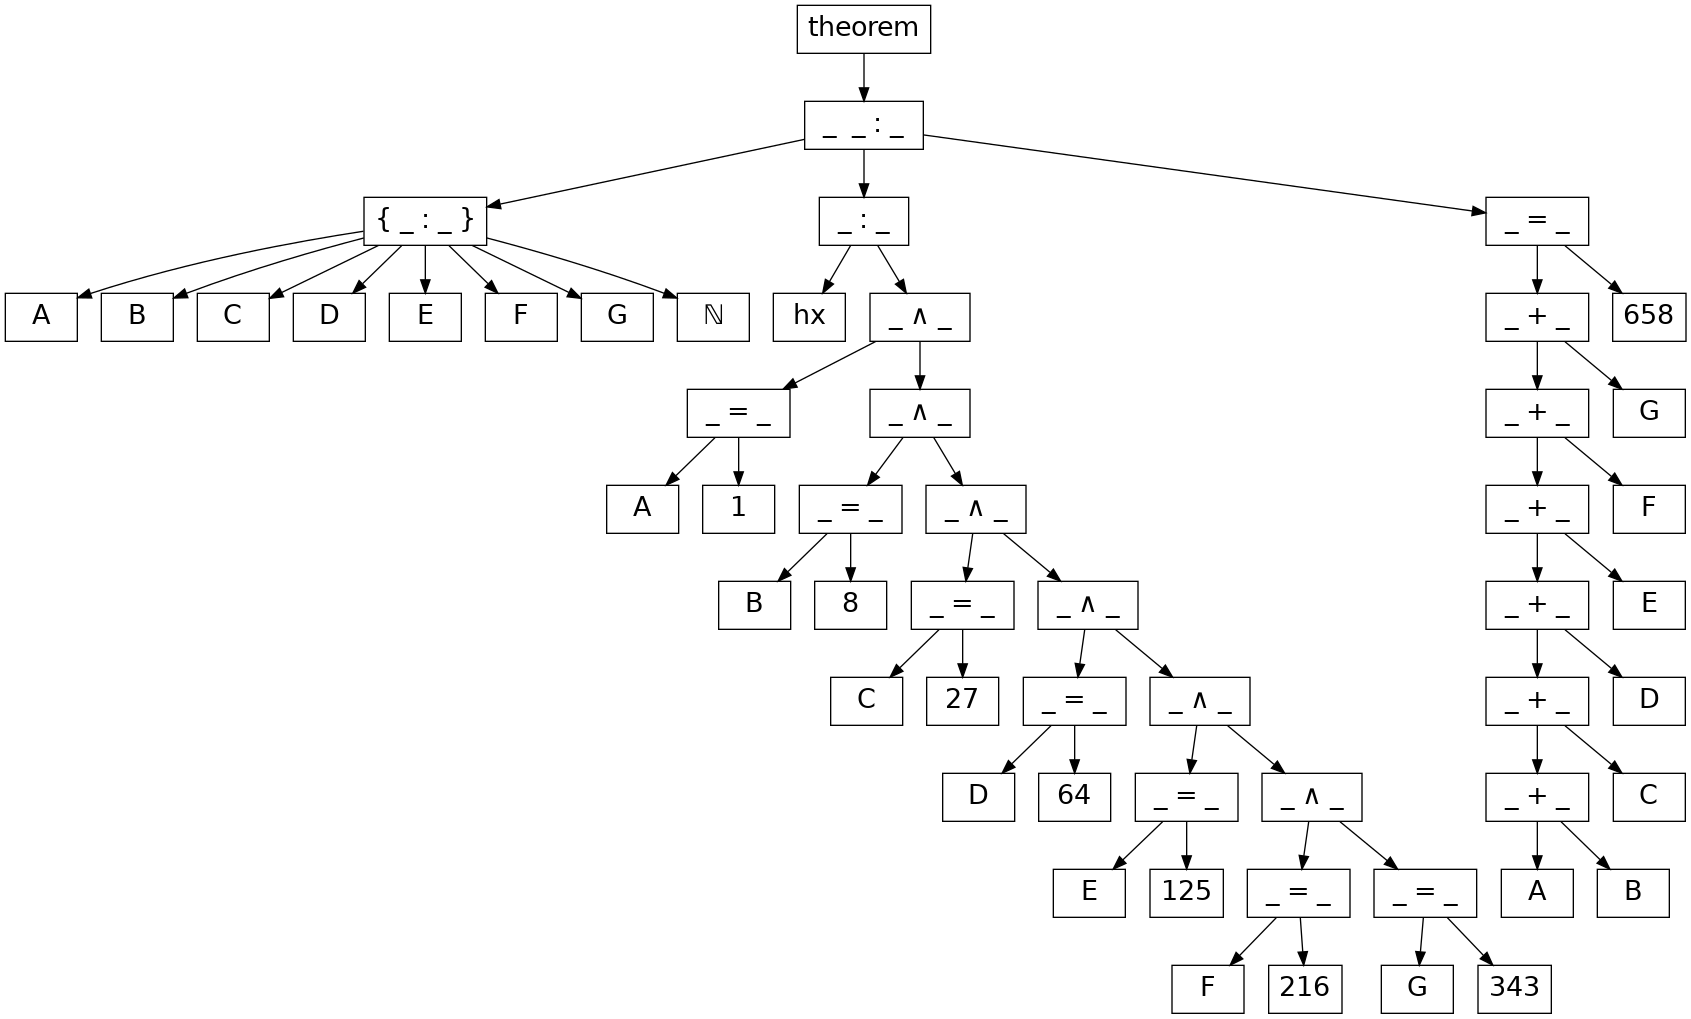 theorem
_ _ : _
{ _ : _ } _ : _ _ = _
A B C D E F G ℕ hx _ ∧ _ _ + _ 658
_ = _ _ ∧ _ _ + _ G
A 1 _ = _ _ ∧ _ _ + _ F
B 8 _ = _ _ ∧ _ _ + _ E
C 27 _ = _ _ ∧ _ _ + _ D
D 64 _ = _ _ ∧ _ _ + _ C
E 125 _ = _ _ = _ A B
F 216 G 343